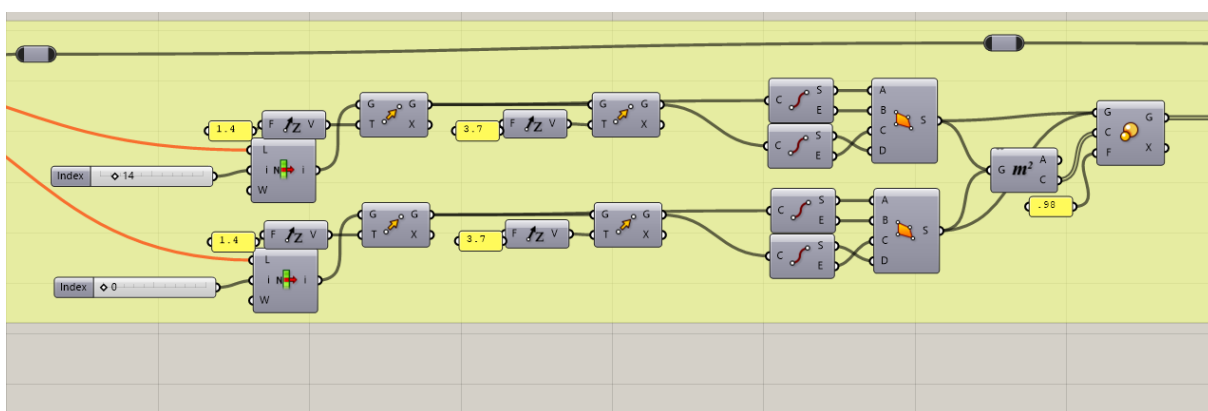 1.4
F Z V
G G
T X
3.7
F Z V
G G
T X
C S
E
A
B S
C
D
C S
E
G G
C
F X
L
i N i
W
Index 14
m² A
G C
.98
1.4
F Z V
G G
T X
3.7
F Z V
G G
T X
C S
E
A
B S
C
D
C S
E
L
i N i
W
Index 0